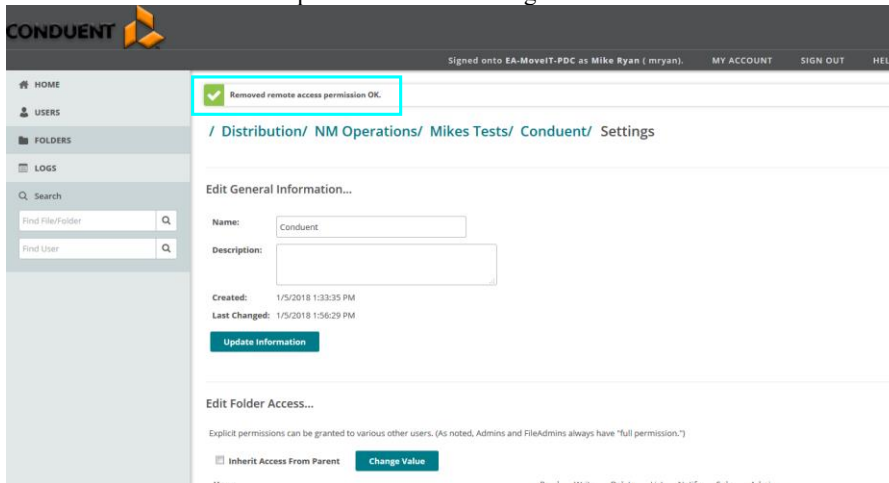 CONDUENT
Signed onto EA-MoveIT-PDC as Mike Ryan ( mryan). MY ACCOUNT SIGN OUT HEL
HOME
USERS
FOLDERS
LOGS
Search
Find File/Folder
Find User
Removed remote access permission OK.
/ Distribution/ NM Operations/ Mikes Tests/ Conduent/ Settings
Edit General Information...
Name: Conduent
Description:
Created: 1/5/2018 1:33:35 PM
Last Changed: 1/5/2018 1:56:29 PM
Update Information
Edit Folder Access...
Explicit permissions can be granted to various other users. (As noted, Admins and FileAdmins always have "full permission.")
Inherit Access From Parent Change Value